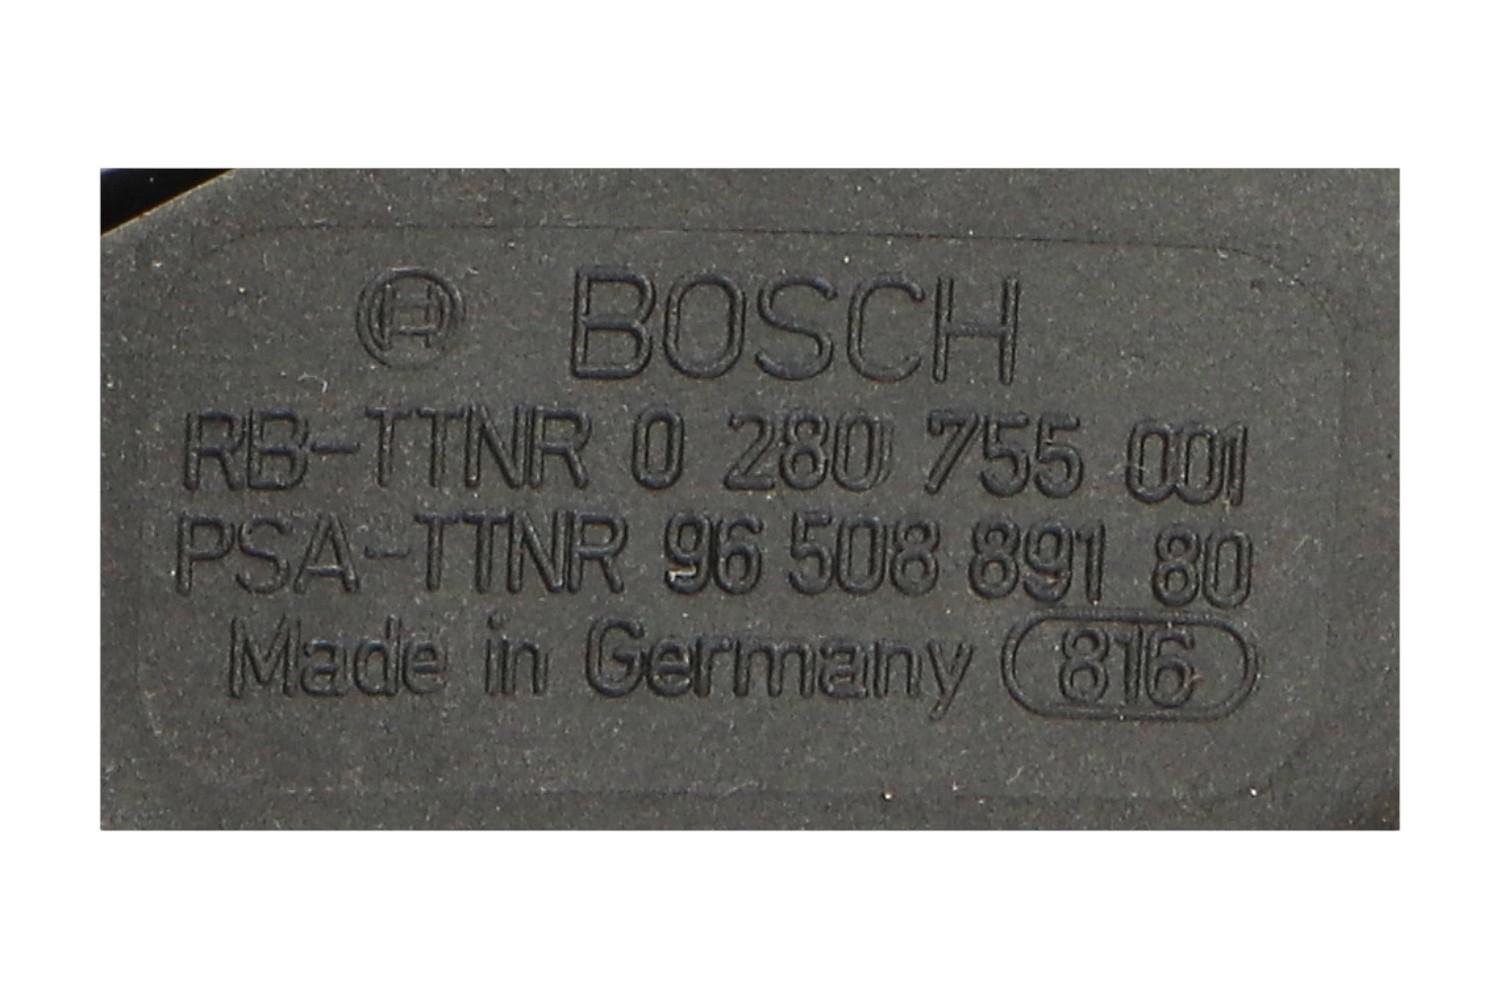 BOSCH
RB-TTNR 0 280 755 001
PSA-TTNR 96 508 891 80
Made in Germany 816